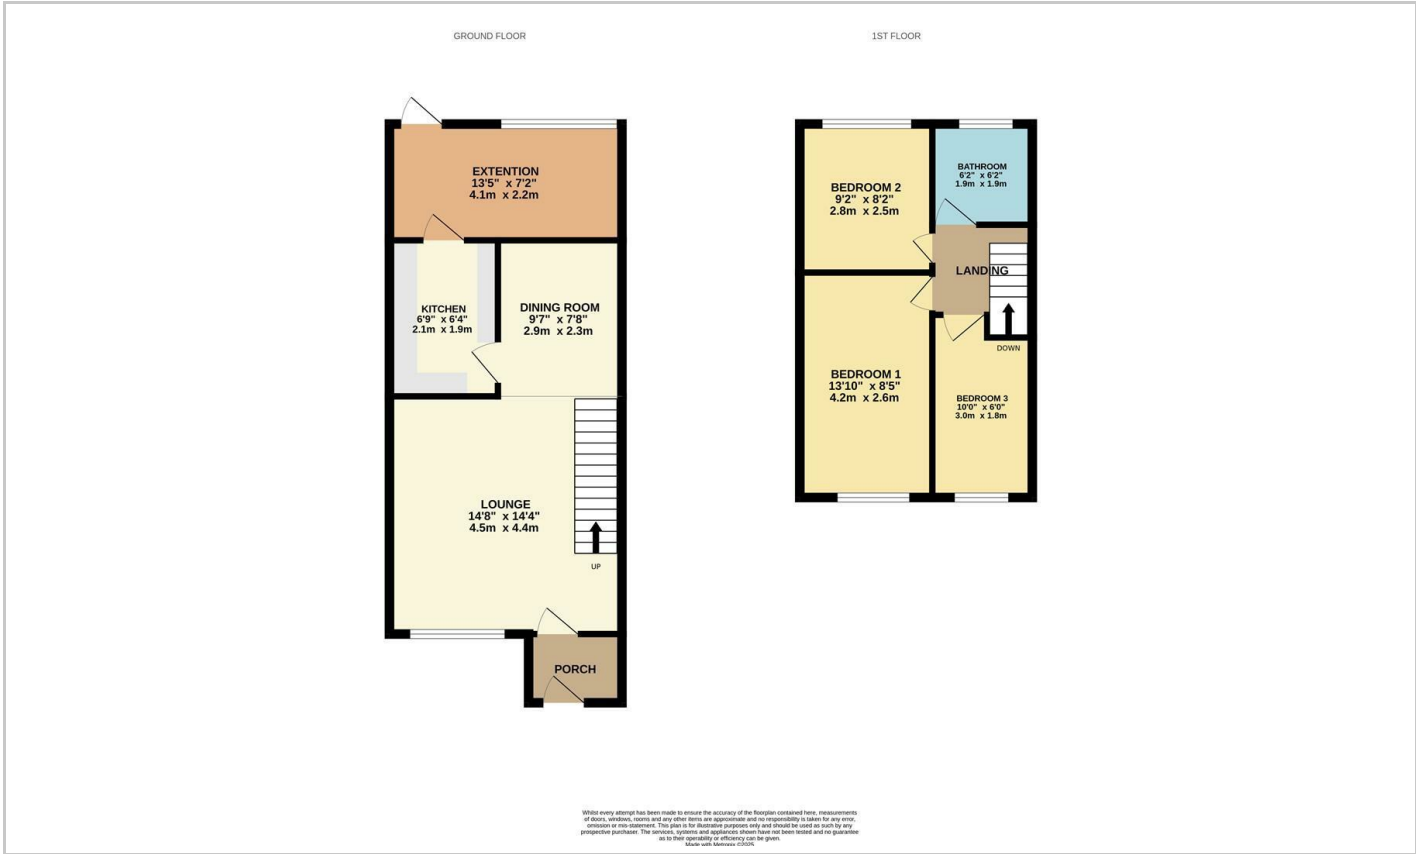 GROUND FLOOR
EXTENTION
13'5" x 7'2"
4.1m x 2.2m
KITCHEN
6'9" x 6'4"
2.1m x 1.9m
DINING ROOM
9'7" x 7'8"
2.9m x 2.3m
LOUNGE
14'8" x 14'4"
4.5m x 4.4m
UP
PORCH
1ST FLOOR
BEDROOM 2
9'2" x 8'2"
2.8m x 2.5m
BATHROOM
6'2" x 6'2"
1.9m x 1.9m
LANDING
DOWN
BEDROOM 1
13'10" x 8'5"
4.2m x 2.6m
BEDROOM 3
10'0" x 6'0"
3.0m x 1.8m
Whilst every attempt has been made to ensure the accuracy of the floorplan contained here, measurements
of doors, windows, rooms and any other items are approximate and no responsibility is taken for any error,
omission or mis-statement. This plan is for illustrative purposes only and should be used as such by any
prospective purchaser. The services, systems and appliances shown have not been tested and no guarantee
as to their operability or efficiency can be given.
Made with Metropix ©2025